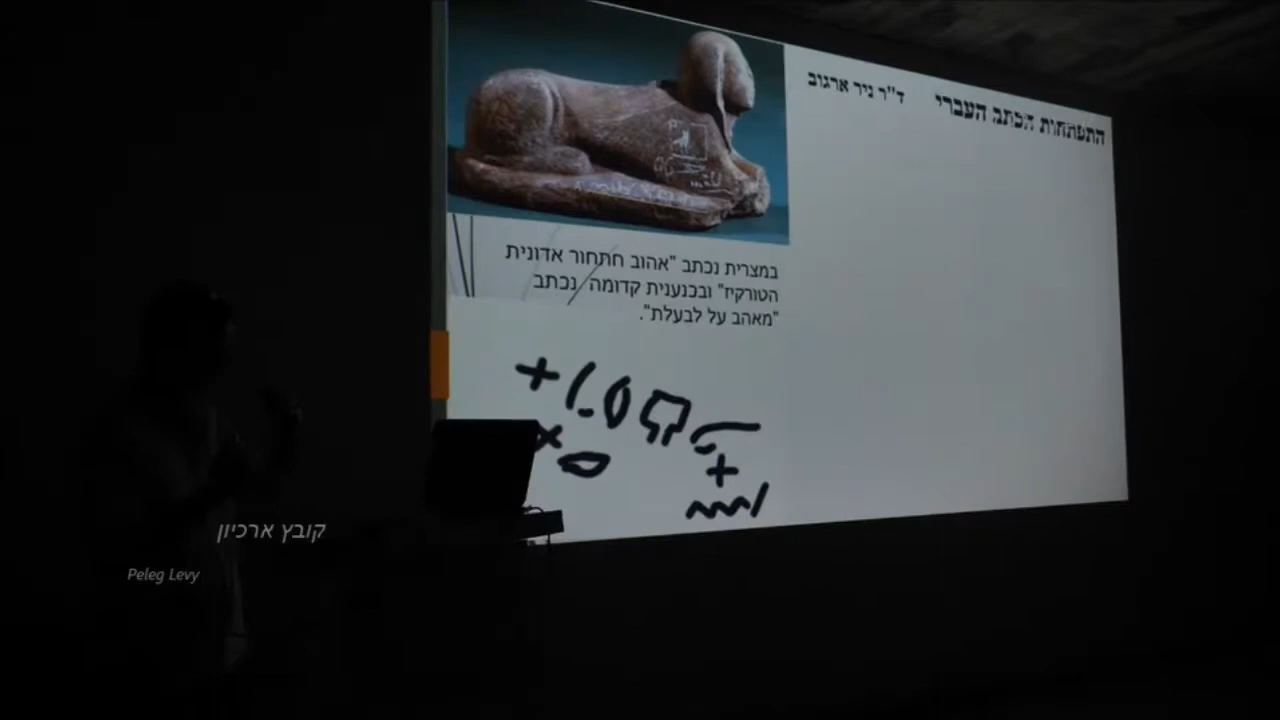 התפתחות הכתב העברי ד"ר ניר ארגוב
במצרית נכתב "אהוב חתחור אדונית
הטורקיז" ובכנענית קדומה נכתב
"מאהב על לבעלת".
קובץ ארכיון
Peleg Levy